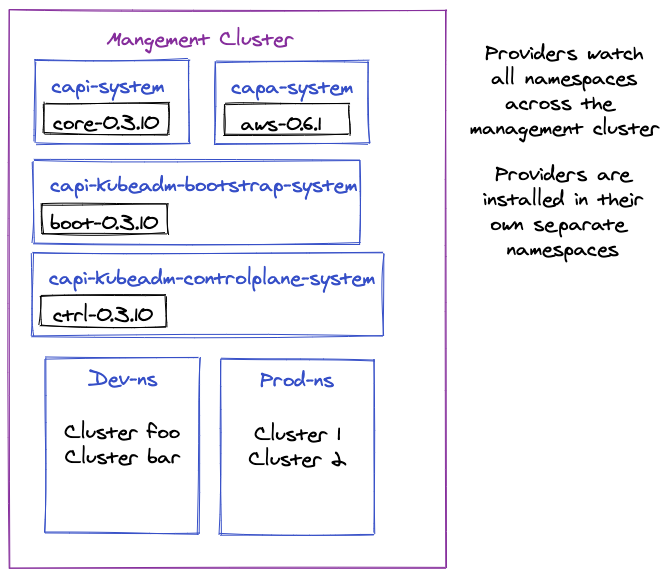 Mangement Cluster
capi-system
core-0.3.10
capa-system
aws-0.6.1
capi-kubeadm-bootstrap-system
boot-0.3.10
capi-kubeadm-controlplane-system
ctrl-0.3.10
Dev-ns
Cluster foo
Cluster bar
Prod-ns
Cluster 1
Cluster 2
Providers watch
all namespaces
across the
management cluster
Providers are
installed in their
own separate
namespaces